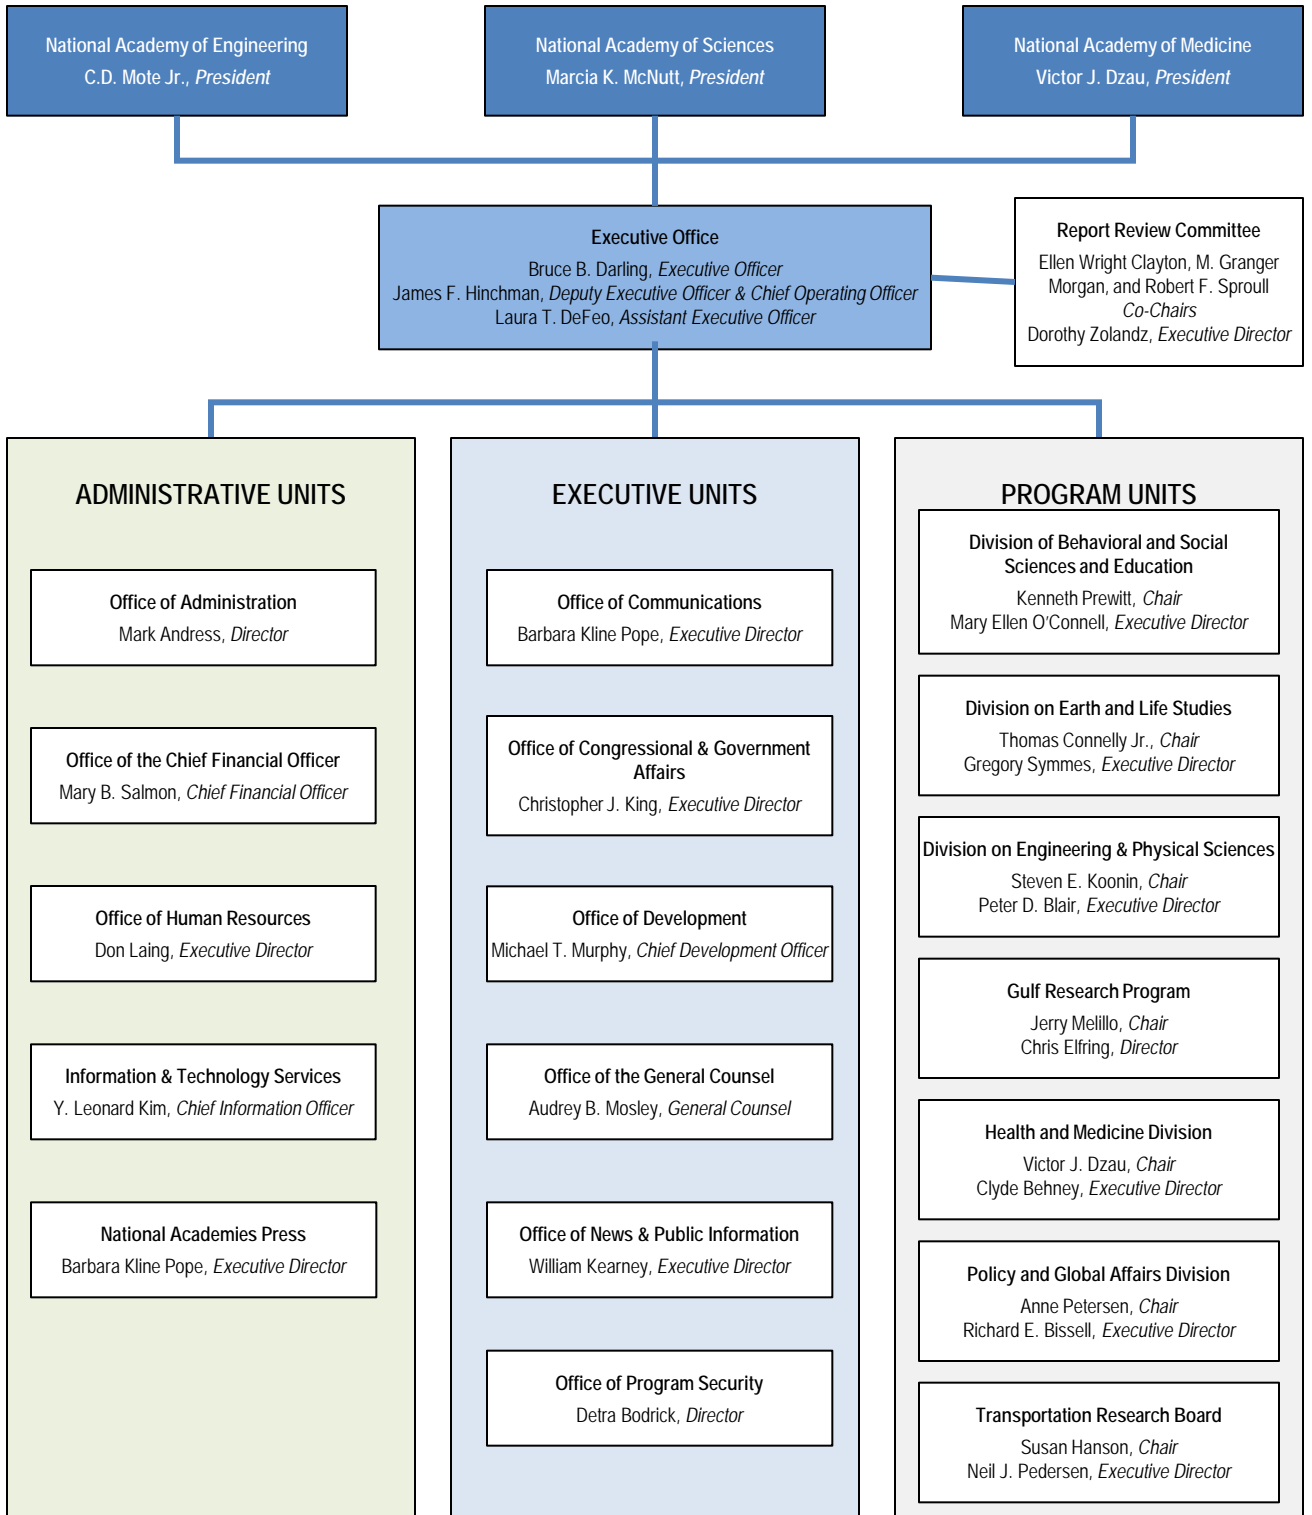 National Academy of Engineering
C.D. Mote Jr., President
National Academy of Sciences
Marcia K. McNutt, President
National Academy of Medicine
Victor J. Dzau, President
Executive Office
Bruce B. Darling, Executive Officer
James F. Hinchman, Deputy Executive Officer & Chief Operating Officer
Laura T. DeFeo, Assistant Executive Officer
Report Review Committee
Ellen Wright Clayton, M. Granger
Morgan, and Robert F. Sproull
Co-Chairs
Dorothy Zolandz, Executive Director
ADMINISTRATIVE UNITS
Office of Administration
Mark Andress, Director
Office of the Chief Financial Officer
Mary B. Salmon, Chief Financial Officer
Office of Human Resources
Don Laing, Executive Director
Information & Technology Services
Y. Leonard Kim, Chief Information Officer
National Academies Press
Barbara Kline Pope, Executive Director
EXECUTIVE UNITS
Office of Communications
Barbara Kline Pope, Executive Director
Office of Congressional & Government
Affairs
Christopher J. King, Executive Director
Office of Development
Michael T. Murphy, Chief Development Officer
Office of the General Counsel
Audrey B. Mosley, General Counsel
Office of News & Public Information
William Kearney, Executive Director
Office of Program Security
Detra Bodrick, Director
PROGRAM UNITS
Division of Behavioral and Social
Sciences and Education
Kenneth Prewitt, Chair
Mary Ellen O’Connell, Executive Director
Division on Earth and Life Studies
Thomas Connelly Jr., Chair
Gregory Symmes, Executive Director
Division on Engineering & Physical Sciences
Steven E. Koonin, Chair
Peter D. Blair, Executive Director
Gulf Research Program
Jerry Melillo, Chair
Chris Elfring, Director
Health and Medicine Division
Victor J. Dzau, Chair
Clyde Behney, Executive Director
Policy and Global Affairs Division
Anne Petersen, Chair
Richard E. Bissell, Executive Director
Transportation Research Board
Susan Hanson, Chair
Neil J. Pedersen, Executive Director